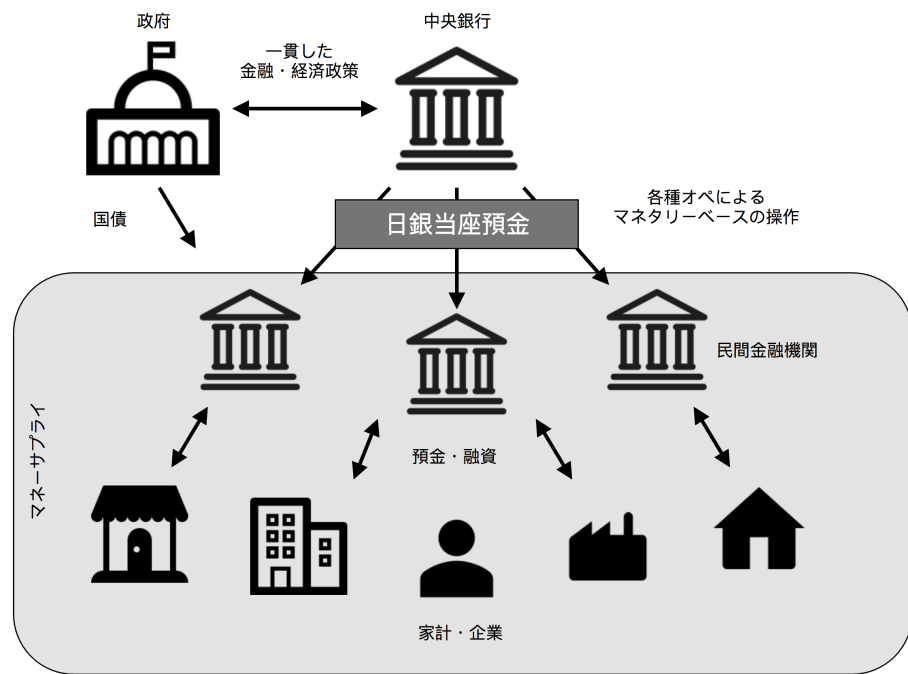 政府
中央銀行
一貫した
金融・経済政策
国債
日銀当座預金
各種オペによる
マネタリーベースの操作
民間金融機関
マネーサプライ
預金・融資
家計・企業